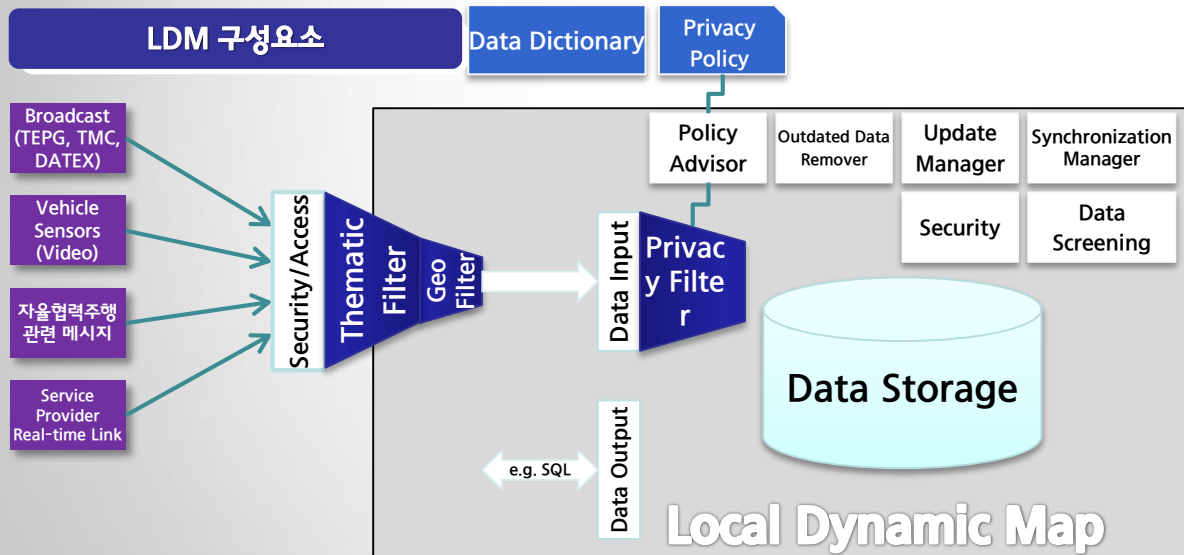 LDM 구성요소
Data Dictionary
Privacy
Policy
Broadcast
(TEPG, TMC,
DATEX)
Vehicle
Sensors
(Video)
자율협력주행
관련 메시지
Service
Provider
Real-time Link
Security/Access
Thematic
Filter
Geo
Filter
Data Input
Privac
y Filte
r
Policy
Advisor
Outdated Data
Remover
Update
Manager
Synchronization
Manager
Security
Data
Screening
Data Storage
e.g. SQL
Data Output
Local Dynamic Map